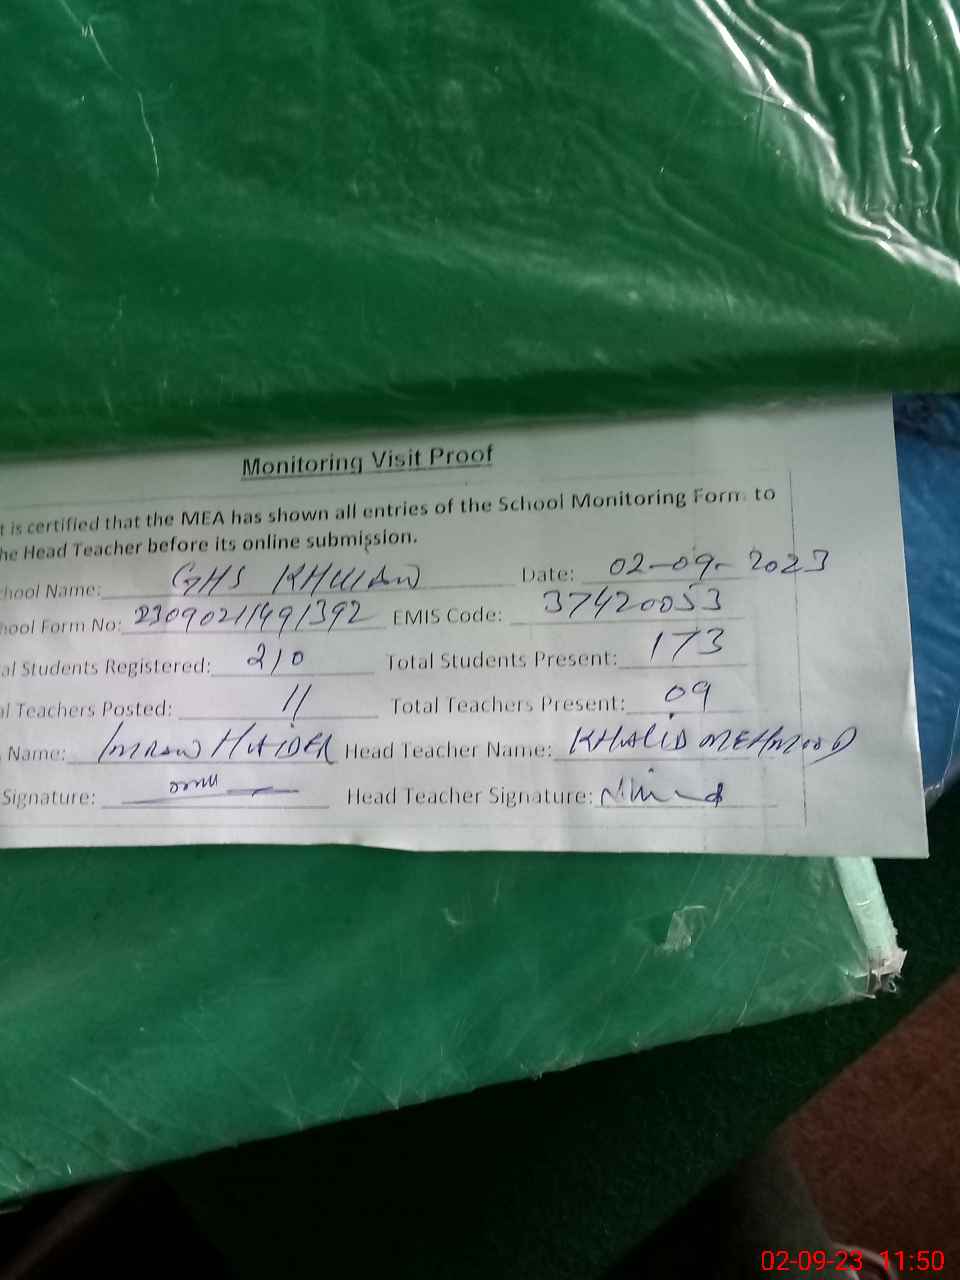 Monitoring Visit Proof
t is certified that the MEA has shown all entries of the School Monitoring Form to
he Head Teacher before its online submission.
chool Name: GHS Date: 02-09-2023
hool Form No: 2309021491392 EMIS Code: 37420053
al Students Registered: 210 Total Students Present: 173
al Teachers Posted: 11 Total Teachers Present: 09
Name: IMRAN HAIDER Head Teacher Name: KHALID MEHMOOD
Signature: Head Teacher Signature:
02-09-23 11:50